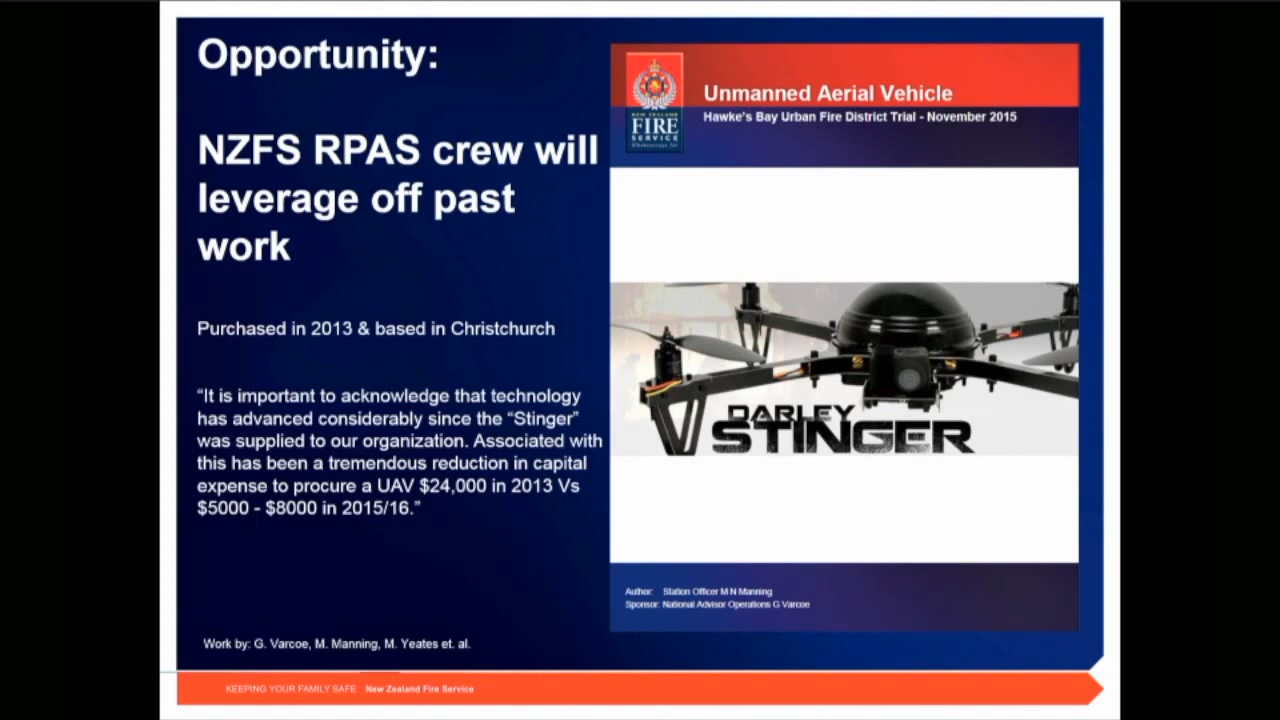 Opportunity:
NZFS RPAS crew will
leverage off past
work
Purchased in 2013 & based in Christchurch
“It is important to acknowledge that technology
has advanced considerably since the “Stinger”
was supplied to our organization. Associated with
this has been a tremendous reduction in capital
expense to procure a UAV $24,000 in 2013 Vs
$5000 - $8000 in 2015/16.”
Work by: G. Varcoe, M. Manning, M. Yeates et. al.
NEW ZEALAND
FIRE
SERVICE
Unmanned Aerial Vehicle
Hawke's Bay Urban Fire District Trial - November 2015
DARLEY
STINGER
Author: Station Officer M N Manning
Sponsor: National Advisor Operations G Varcoe
KEEPING YOUR FAMILY SAFE New Zealand Fire Service